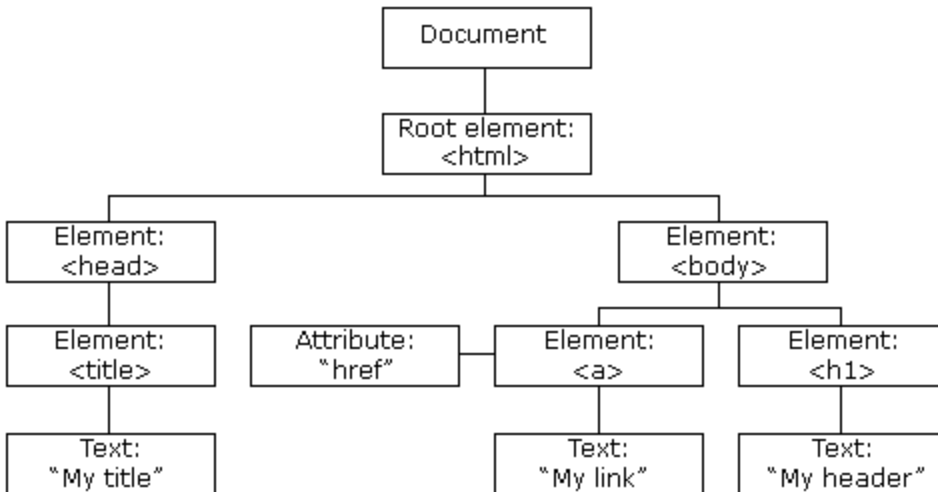 Document
Root element:
<html>
Element:
<head>
Element:
<body>
Element:
<title>
Attribute:
“href”
Element:
<a>
Element:
<h1>
Text:
“My title”
Text:
“My link”
Text:
“My header”